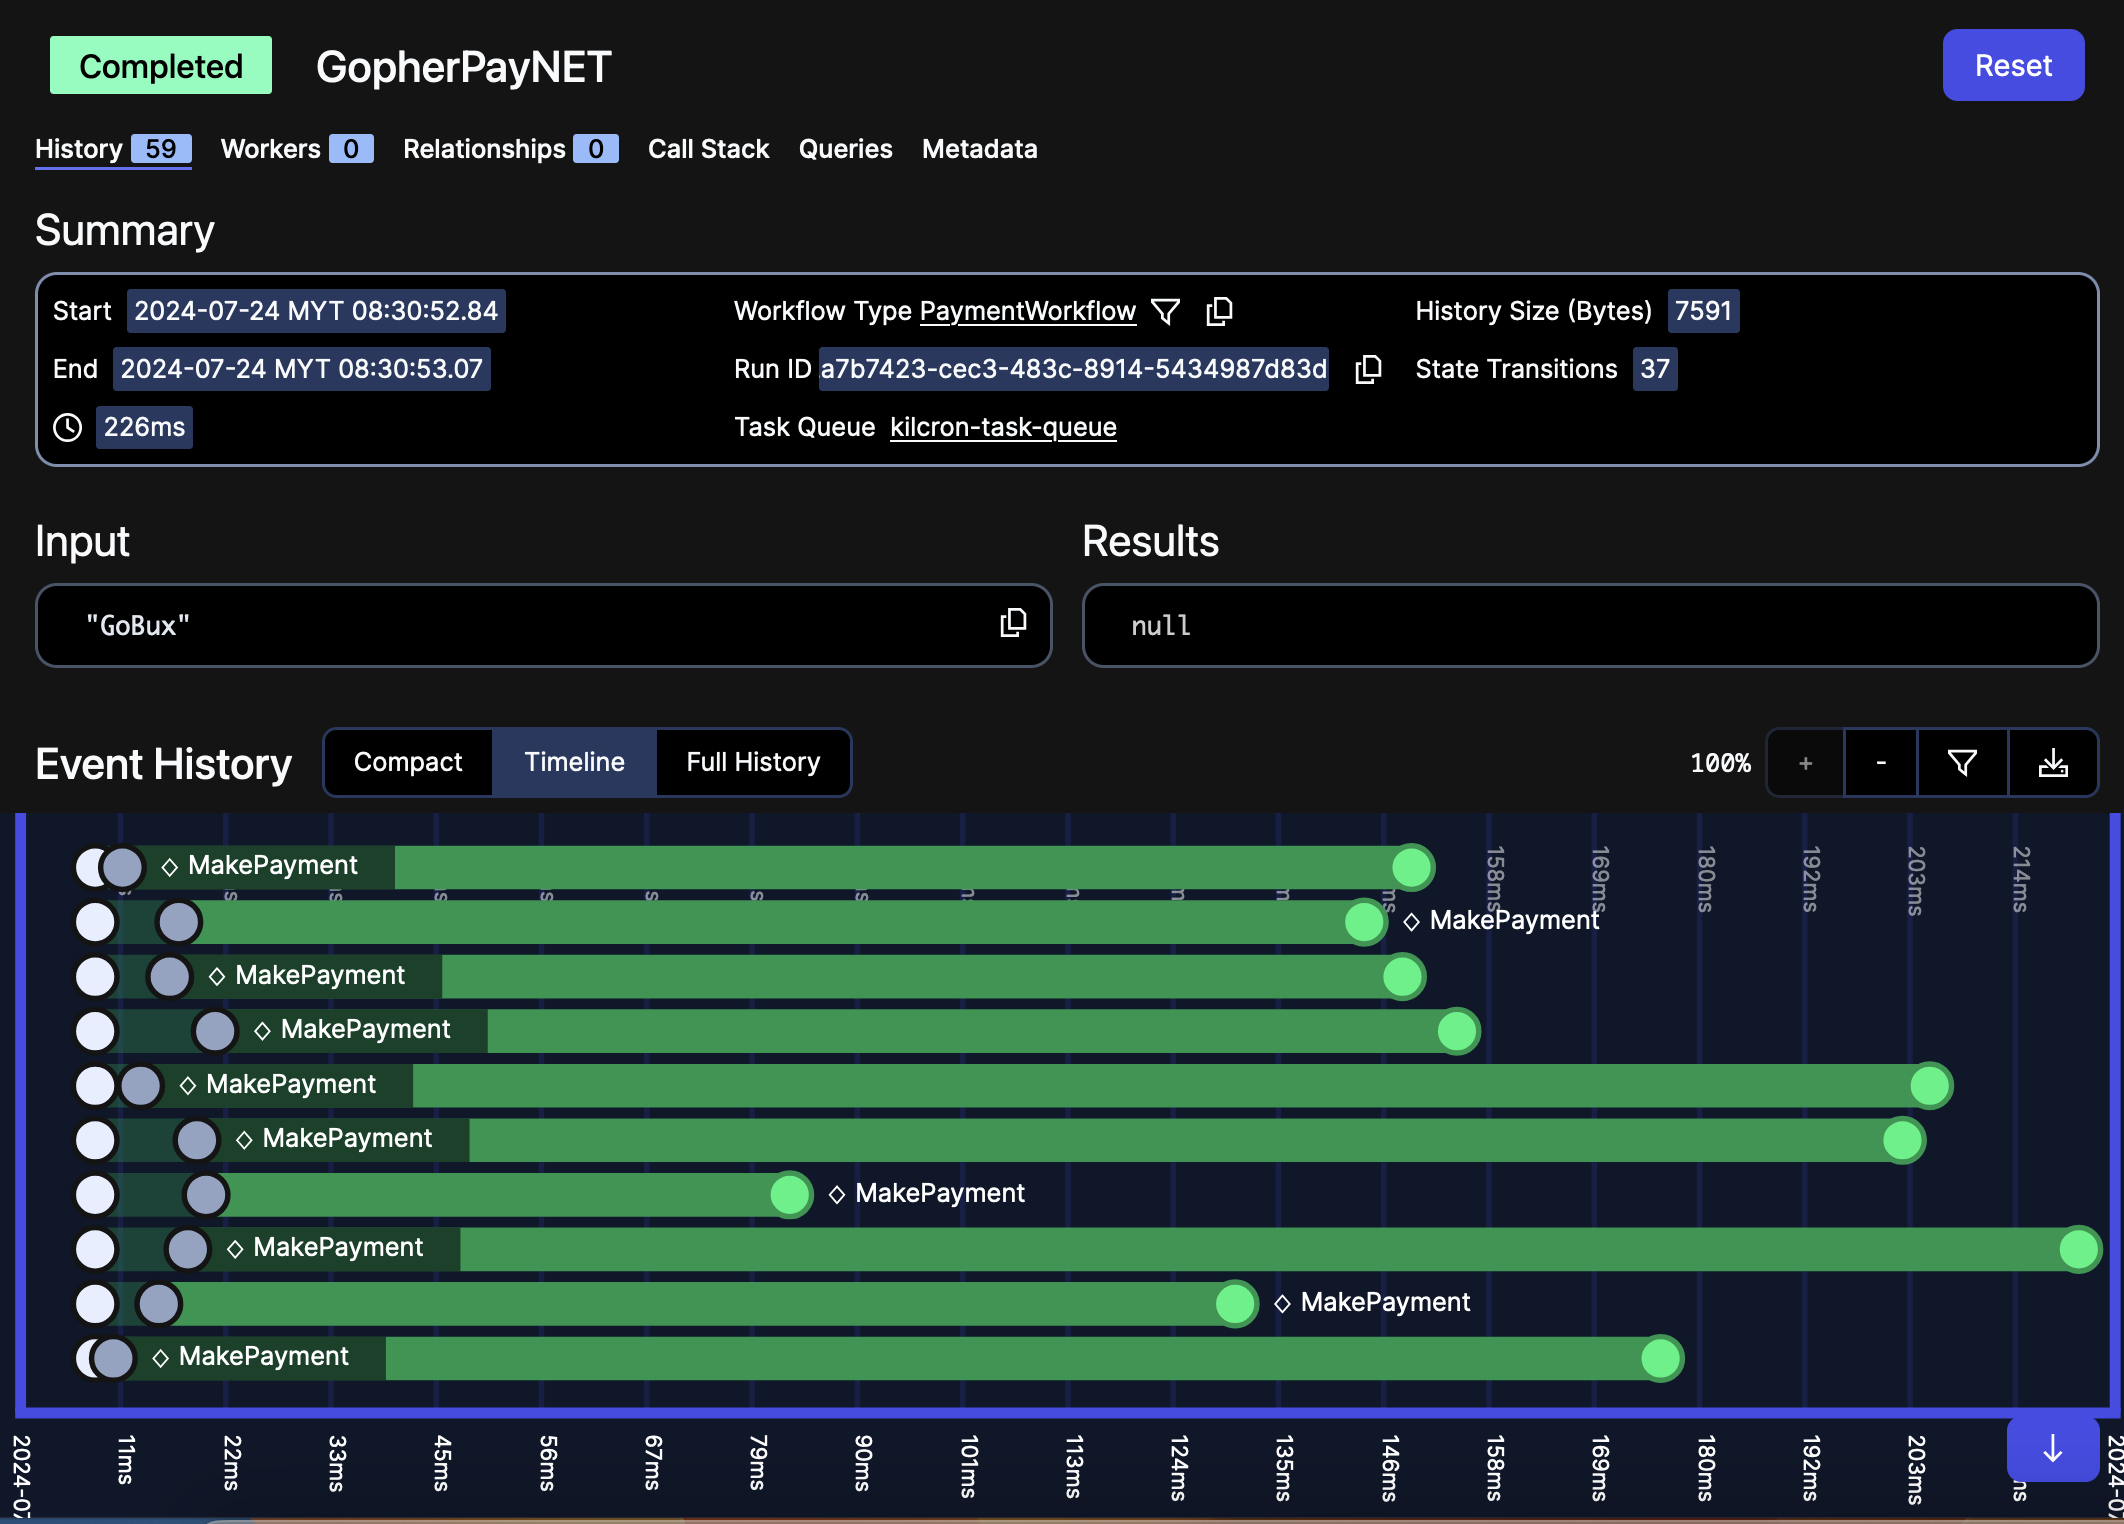 Completed GopherPayNET Reset
History 59 Workers 0 Relationships 0 Call Stack Queries Metadata
Summary
Start 2024-07-24 MYT 08:30:52.84 Workflow Type PaymentWorkflow History Size (Bytes) 7591
End 2024-07-24 MYT 08:30:53.07 Run ID a7b7423-cec3-483c-8914-5434987d83d State Transitions 37
226ms Task Queue kilcron-task-queue
Input Results
"GoBux" null
Event History Compact Timeline Full History 100% + -
MakePayment 158ms 169ms 180ms 192ms 203ms 214ms
MakePayment
MakePayment
MakePayment
MakePayment
MakePayment
MakePayment
MakePayment
MakePayment
MakePayment
2024-07 11ms 22ms 33ms 45ms 56ms 67ms 79ms 90ms 101ms 113ms 124ms 135ms 146ms 158ms 169ms 180ms 192ms 203ms 2024-07